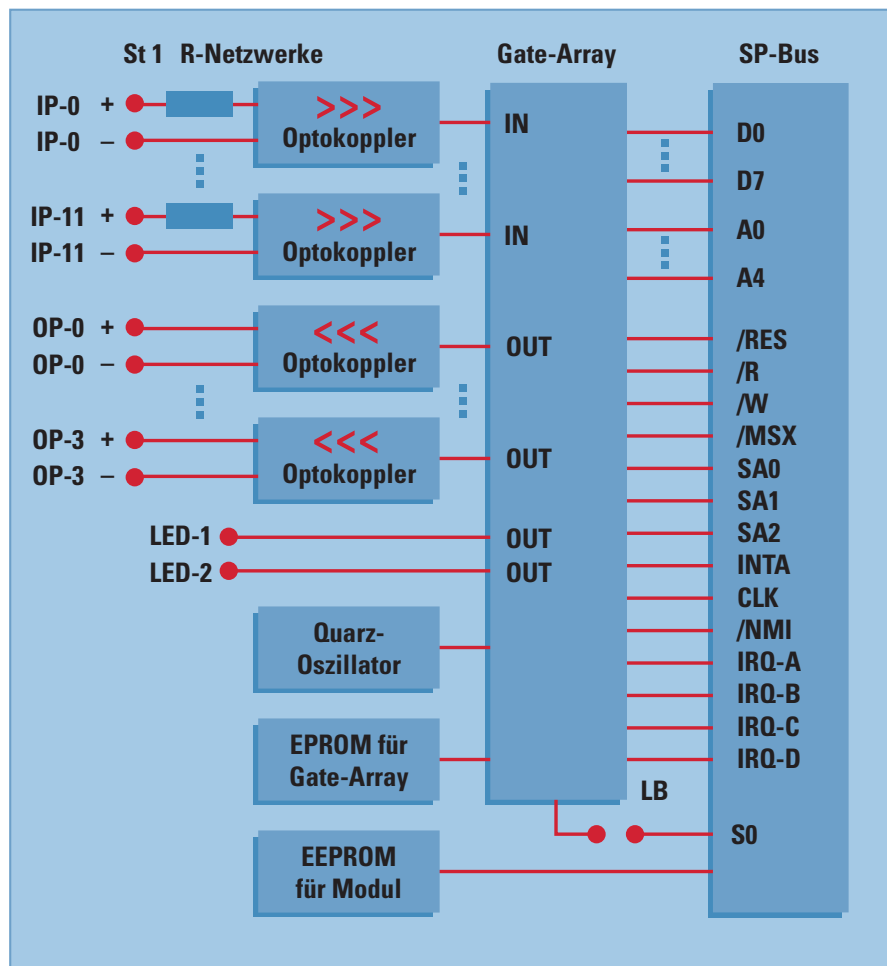 St 1 R-Netzwerke Gate-Array SP-Bus
IP-0 + >>> IN D0
IP-0 – Optokoppler
D7
IP-11 + >>> IN A0
IP-11 – Optokoppler
A4
OP-0 + <<< OUT /RES
OP-0 – Optokoppler /R
/W
OP-3 + <<< OUT /MSX
OP-3 – Optokoppler SA0
SA1
LED-1 OUT SA2
LED-2 OUT INTA
CLK
Quarz-
Oszillator
/NMI
IRQ-A
IRQ-B
IRQ-C
IRQ-D
EPROM für
Gate-Array
LB
S0
EEPROM
für Modul